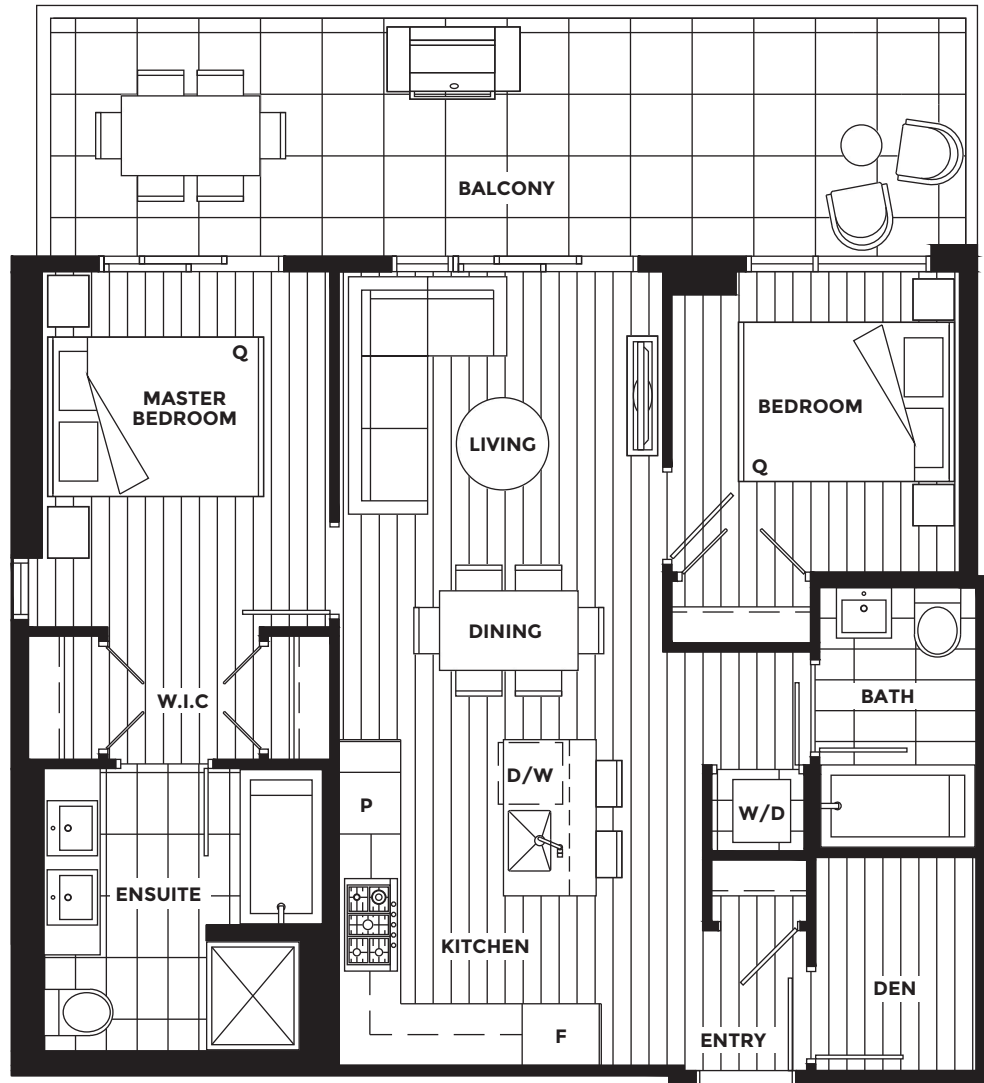 BALCONY
Q
MASTER
BEDROOM
LIVING
BEDROOM
Q
DINING
W.I.C
BATH
D/W
P
W/D
ENSUITE
KITCHEN
DEN
F
ENTRY